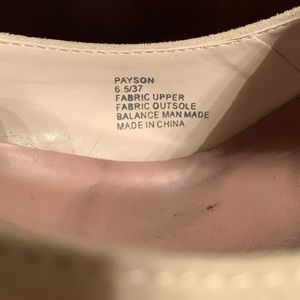 PAYSON
6.5/37
FABRIC UPPER
FABRIC OUTSOLE
BALANCE MAN MADE
MADE IN CHINA